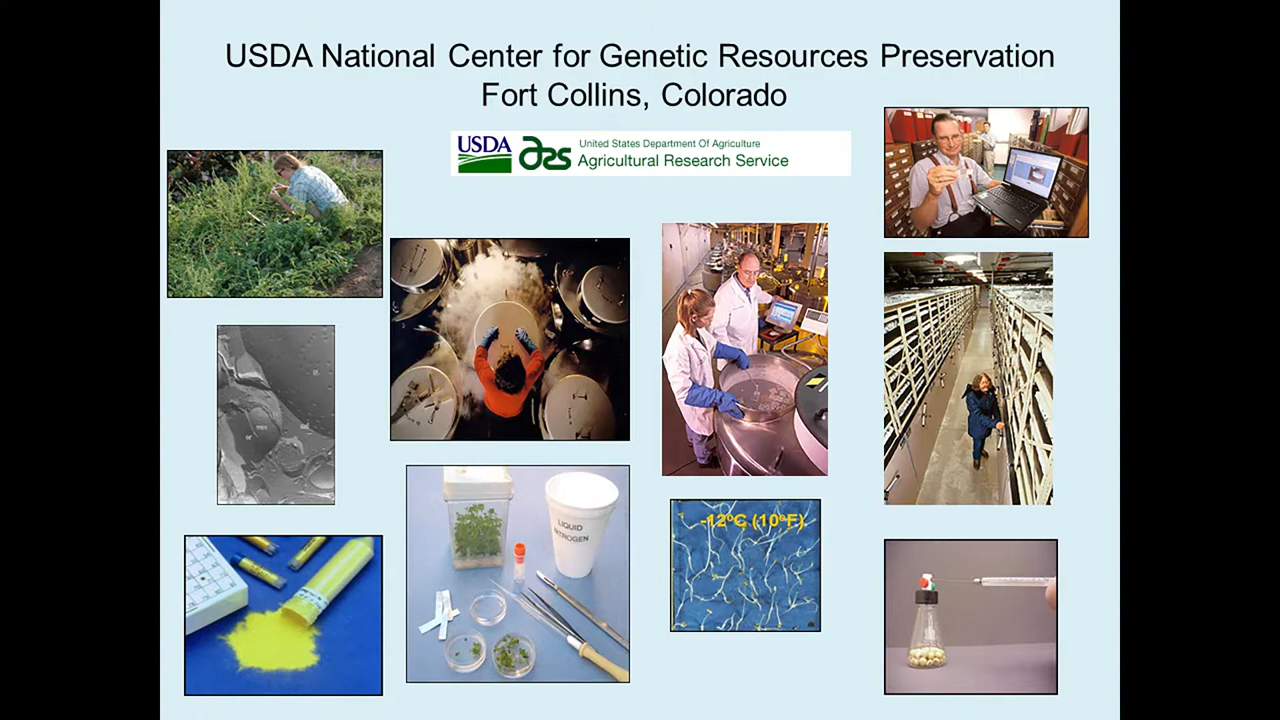 USDA National Center for Genetic Resources Preservation
Fort Collins, Colorado
USDA ars United States Department Of Agriculture
Agricultural Research Service
LIQUID
NITROGEN
-12ºC (10ºF)